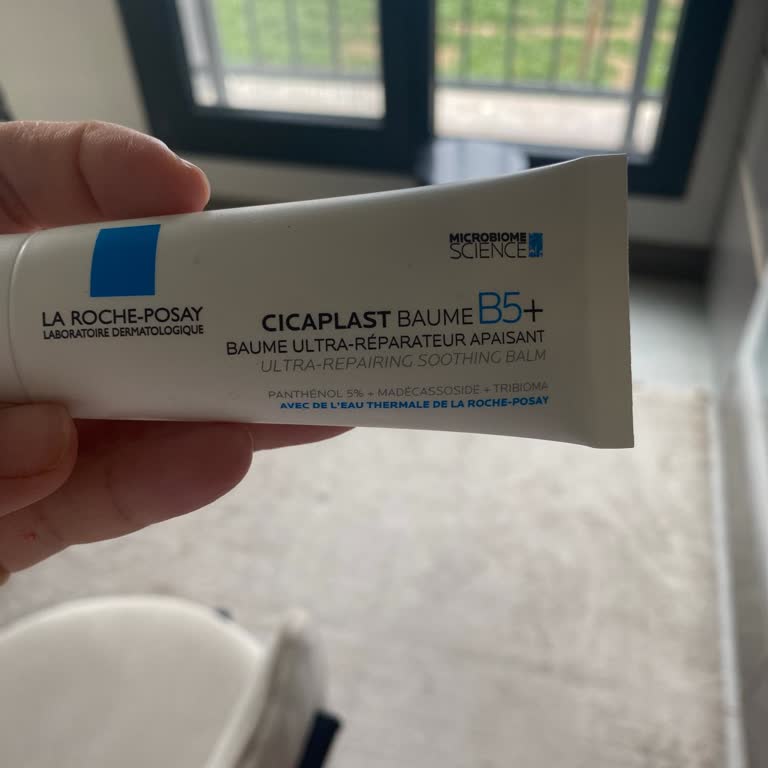 MICROBIOME
SCIENCE
LA ROCHE-POSAY
LABORATOIRE DERMATOLOGIQUE
CICAPLAST BAUME B5+
BAUME ULTRA-RÉPARATEUR APAISANT
ULTRA-REPAIRING SOOTHING BALM
PANTHÉNOL 5% + MADÉCASSOSIDE + TRIBIOMA
AVEC DE L'EAU THERMALE DE LA ROCHE-POSAY